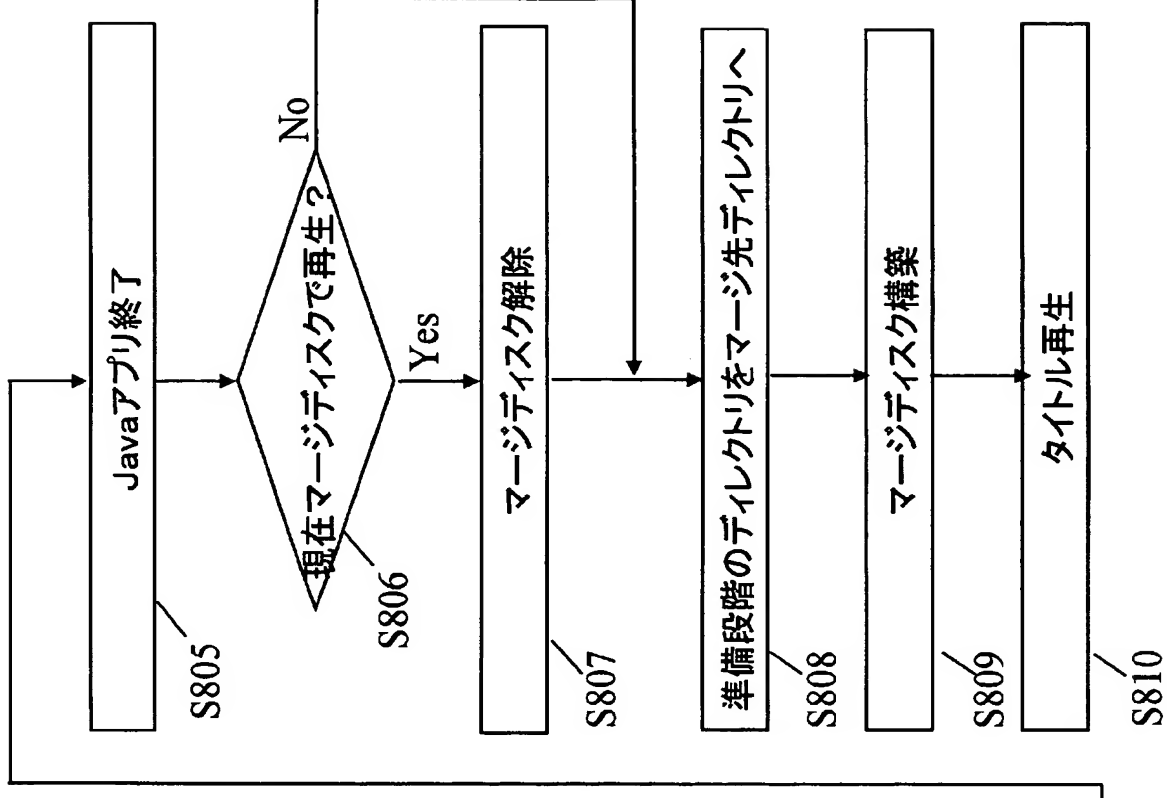 Javaアプリ終了
S805
現在マージディスクで再生？
No
Yes
S806
マージディスク解除
S807
準備段階のディレクトリをマージ先ディレクトリへ
S808
マージディスク構築
S809
タイトル再生
S810